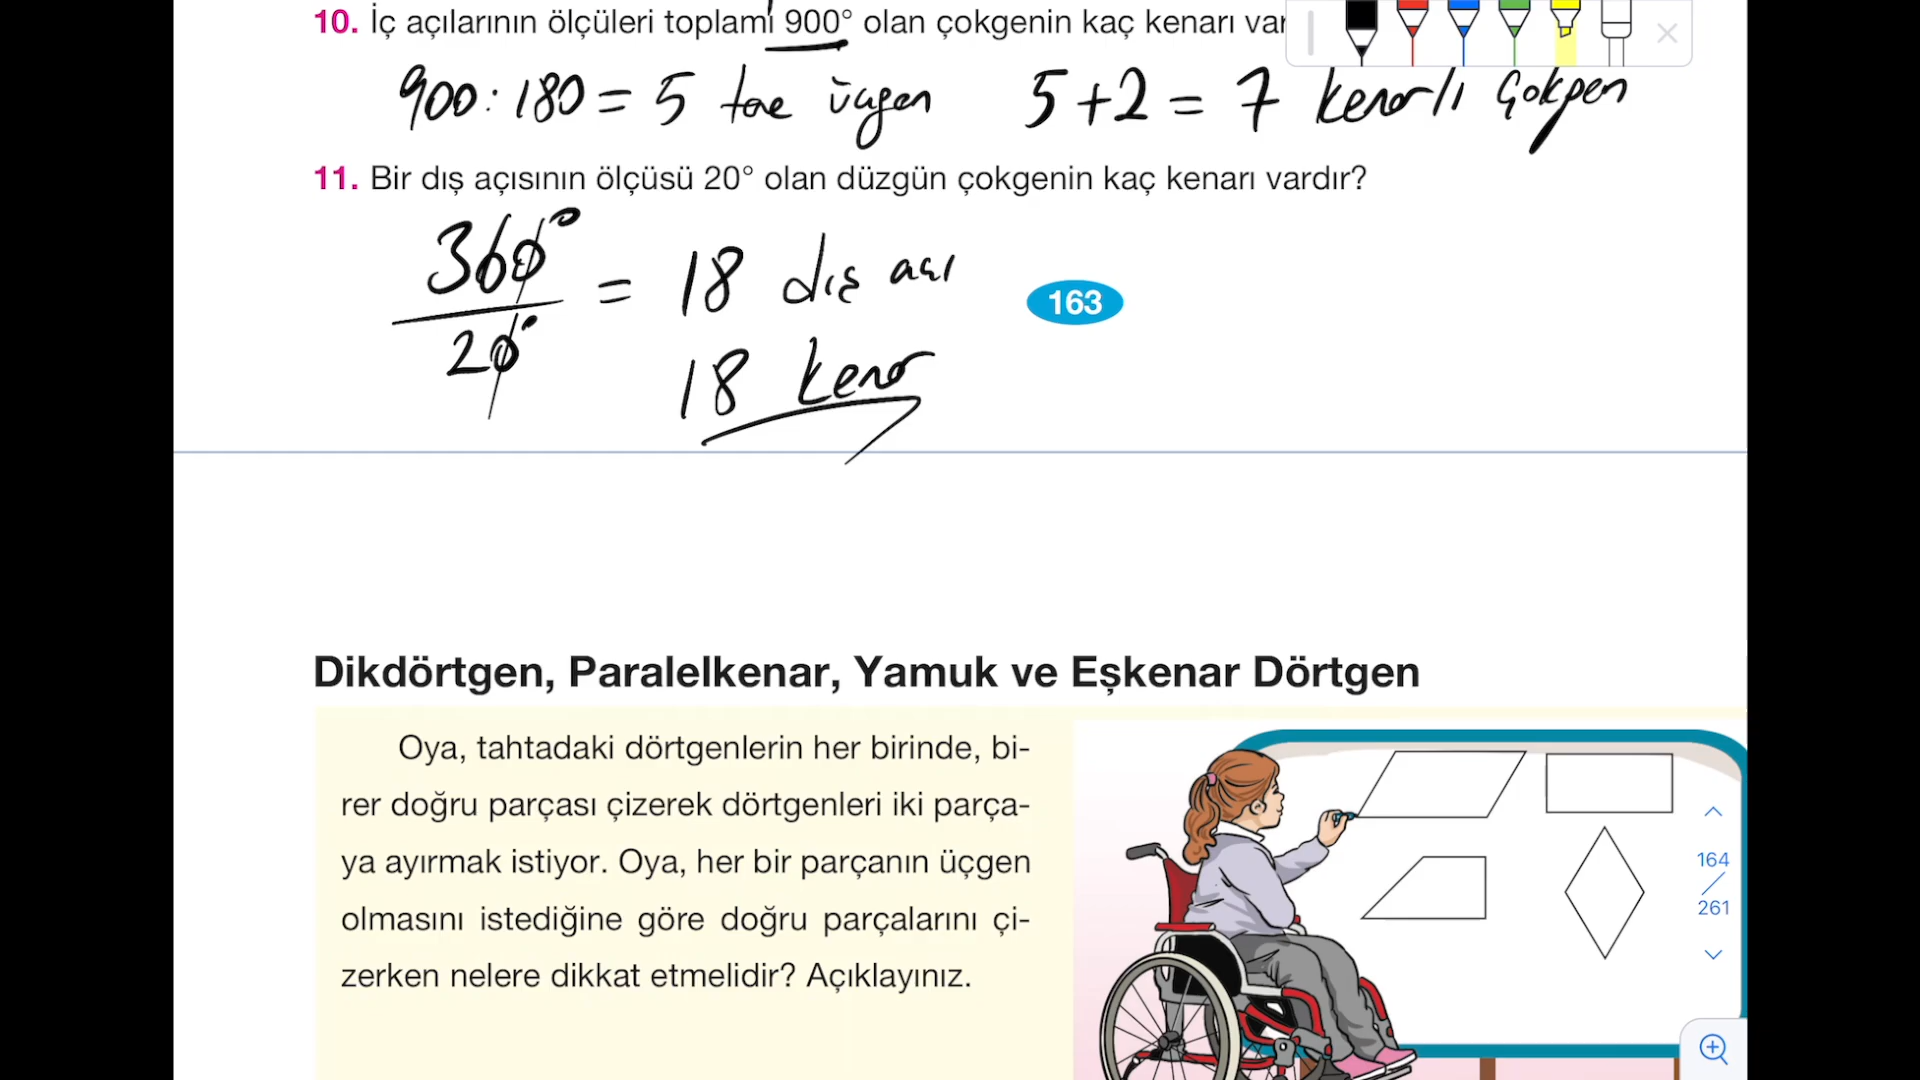 10. İç açılarının ölçüleri toplamı 900° olan çokgenin kaç kenarı var
900 : 180 = 5 tane üçgen 5 + 2 = 7 kenarlı çokgen
11. Bir dış açısının ölçüsü 20° olan düzgün çokgenin kaç kenarı vardır?
360°
20°
= 18 dış açı
18 kenar
163
Dikdörtgen, Paralelkenar, Yamuk ve Eşkenar Dörtgen
Oya, tahtadaki dörtgenlerin her birinde, bi-
rer doğru parçası çizerek dörtgenleri iki parça-
ya ayırmak istiyor. Oya, her bir parçanın üçgen
olmasını istediğine göre doğru parçalarını çi-
zerken nelere dikkat etmelidir? Açıklayınız.
164
261